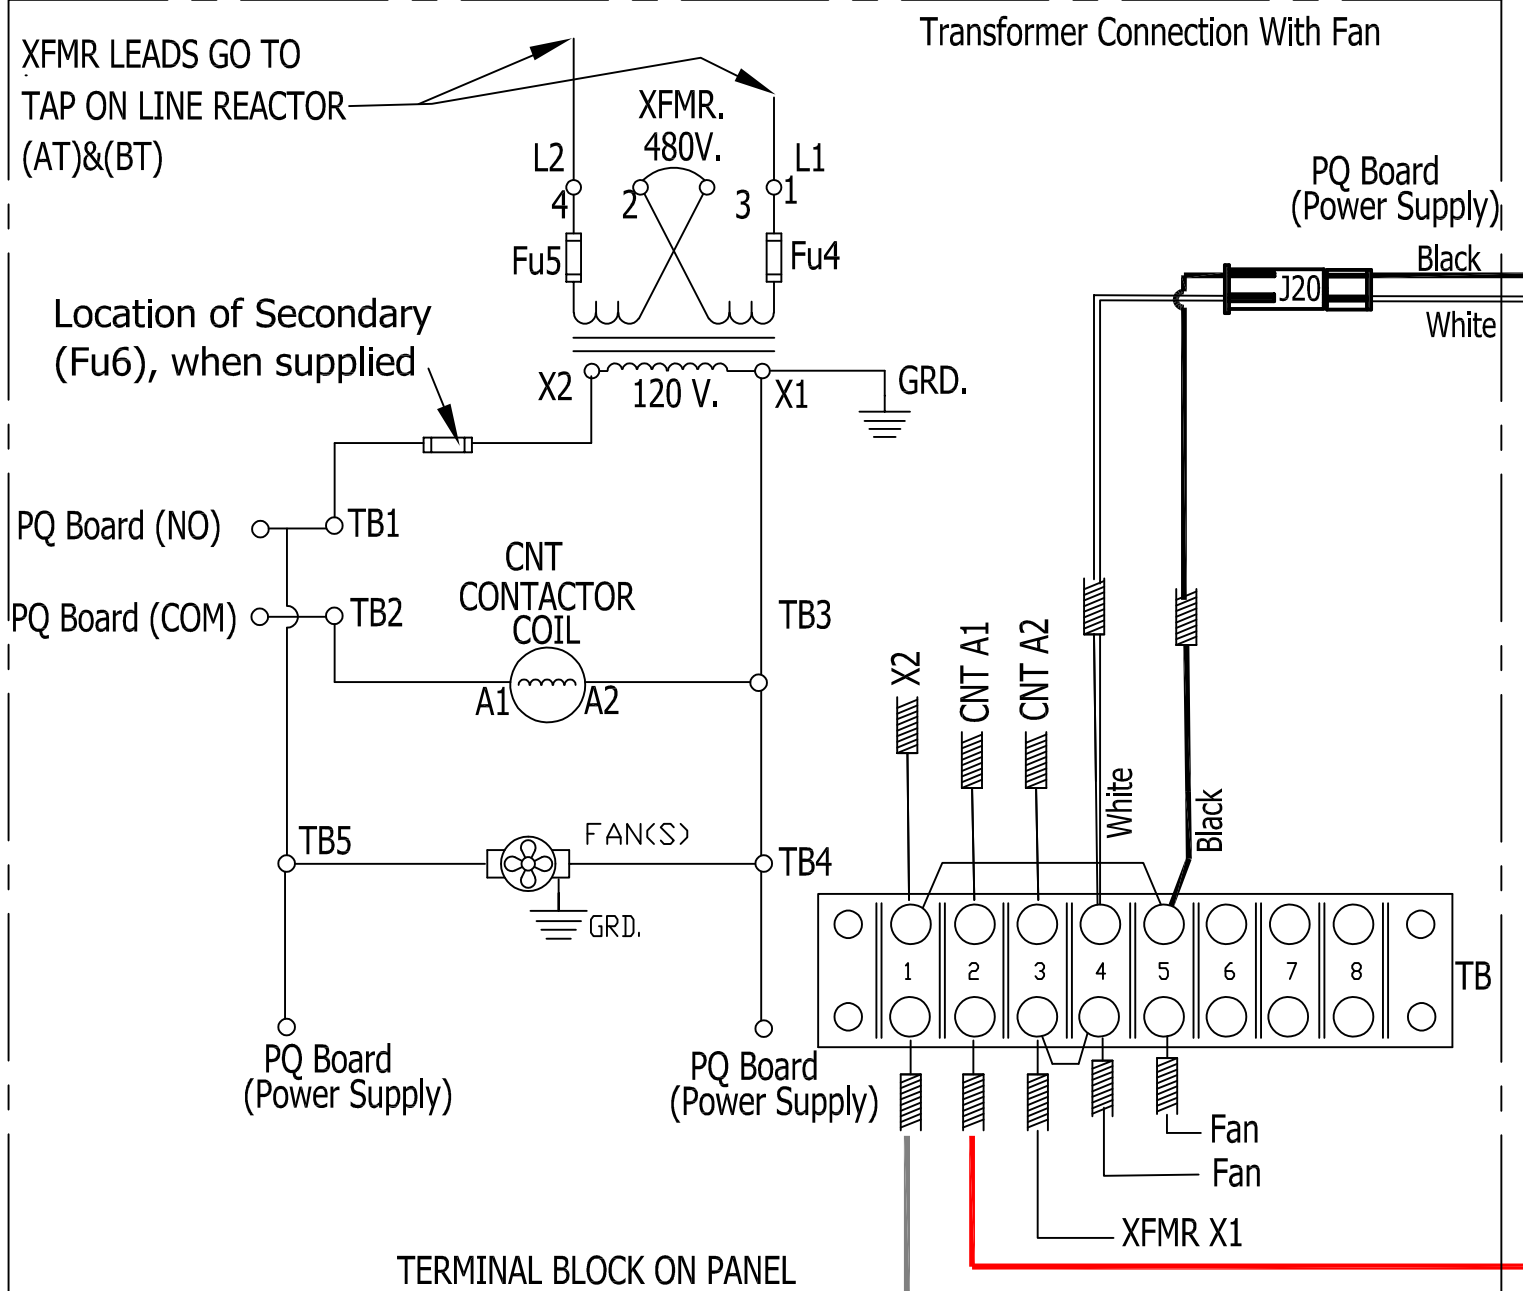 Transformer Connection With Fan
XFMR LEADS GO TO
TAP ON LINE REACTOR
(AT)&(BT)
XFMR.
480V.
L2
L1
4
2
3
1
Fu5
Fu4
PQ Board
(Power Supply)
Black
J20
White
Location of Secondary
(Fu6), when supplied
X2
120 V.
X1
GRD.
PQ Board (NO)
TB1
CNT
CONTACTOR
COIL
PQ Board (COM)
TB2
TB3
A1
A2
X2
CNT A1
CNT A2
White
Black
TB5
FAN(S)
TB4
GRD.
1
2
3
4
5
6
7
8
TB
PQ Board
(Power Supply)
PQ Board
(Power Supply)
Fan
Fan
XFMR X1
TERMINAL BLOCK ON PANEL